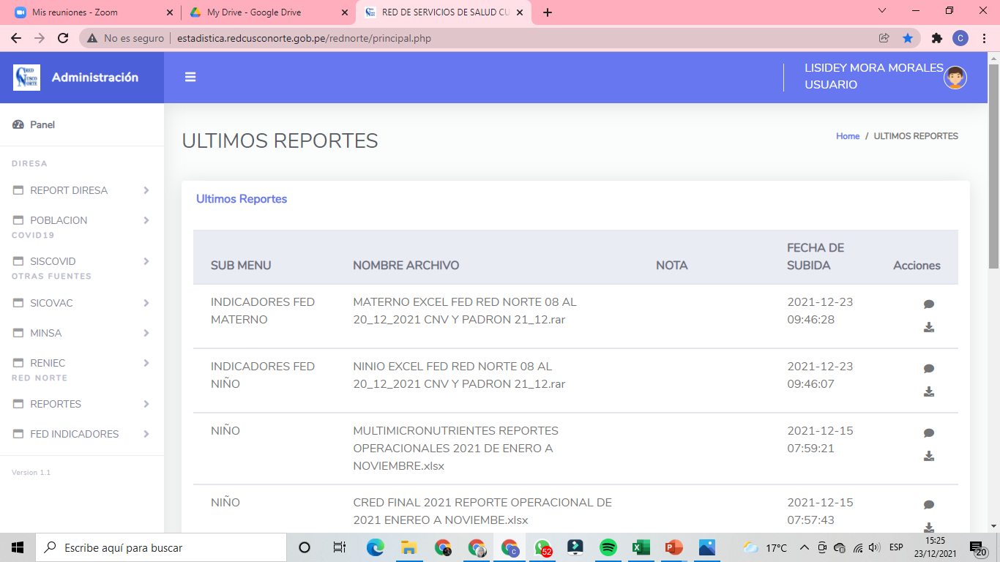 Mis reuniones - Zoom
My Drive - Google Drive
RED DE SERVICIOS DE SALUD CU
No es seguro
estadistica.redcusconorte.gob.pe/rednorte/principal.php
C
RED
CUSCO
NORTE
Administración
LISIDEY MORA MORALES
USUARIO
Panel
DIRESA
REPORT DIRESA
POBLACION
COVID19
SISCOVID
OTRAS FUENTES
SICOVAC
MINSA
RENIEC
RED NORTE
REPORTES
FED INDICADORES
Version 1.1
ULTIMOS REPORTES
Home / ULTIMOS REPORTES
Ultimos Reportes
SUB MENU
NOMBRE ARCHIVO
NOTA
FECHA DE
SUBIDA
Acciones
INDICADORES FED
MATERNO
MATERNO EXCEL FED RED NORTE 08 AL
20_12_2021 CNV Y PADRON 21_12.rar
2021-12-23
09:46:28
INDICADORES FED
NIÑO
NINIO EXCEL FED RED NORTE 08 AL
20_12_2021 CNV Y PADRON 21_12.rar
2021-12-23
09:46:07
NIÑO
MULTIMICRONUTRIENTES REPORTES
OPERACIONALES 2021 DE ENERO A
NOVIEMBRE.xlsx
2021-12-15
07:59:21
NIÑO
CRED FINAL 2021 REPORTE OPERACIONAL DE
2021 ENEREO A NOVIEMBE.xlsx
2021-12-15
07:57:43
Escribe aquí para buscar
C
52
17°C
ESP
15:25
23/12/2021
20